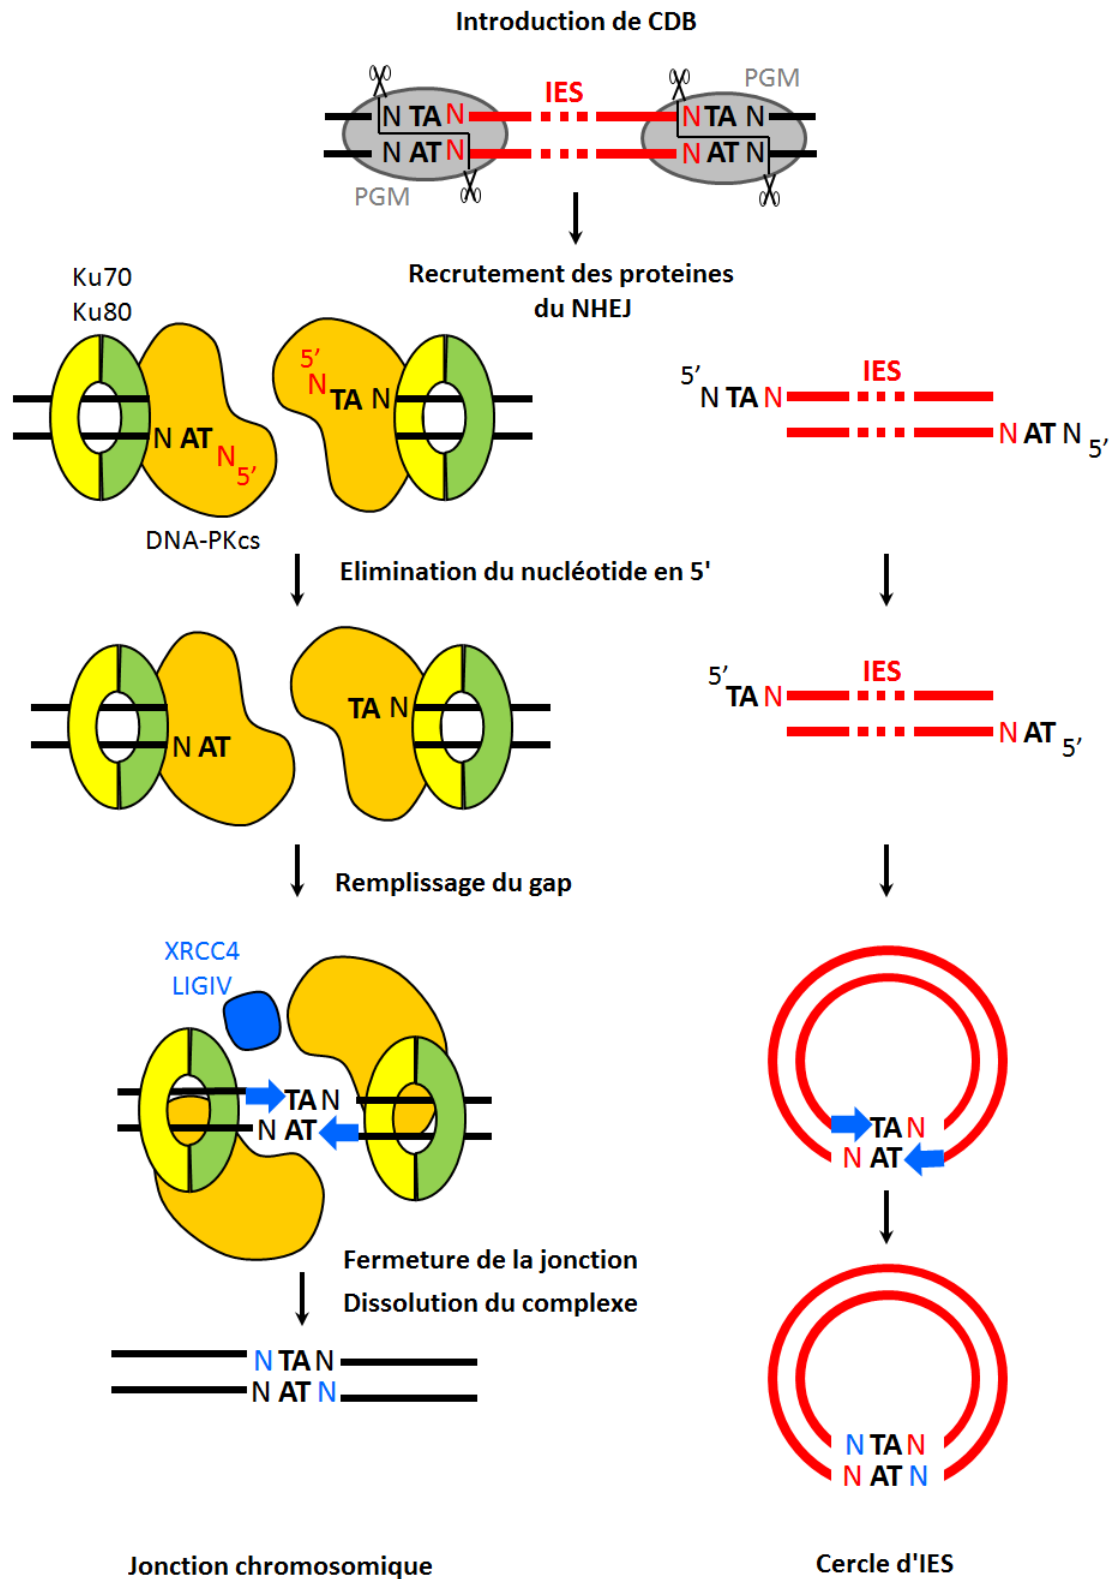 Introduction de CDB
PGM
IES
N TA N
N TA N
N AT N
N AT N
PGM
Recrutement des proteines
du NHEJ
Ku70
Ku80
5'
N TA N
N AT N
5'
DNA-PKcs
5'
N TA N
IES
N AT N
5'
Elimination du nucléotide en 5'
TA N
N AT
5'
TA N
IES
N AT
5'
Remplissage du gap
XRCC4
LIGIV
TA N
N AT
TA N
N AT
Fermeture de la jonction
Dissolution du complexe
N TA N
N AT N
N TA N
N AT N
Jonction chromosomique
Cercle d'IES